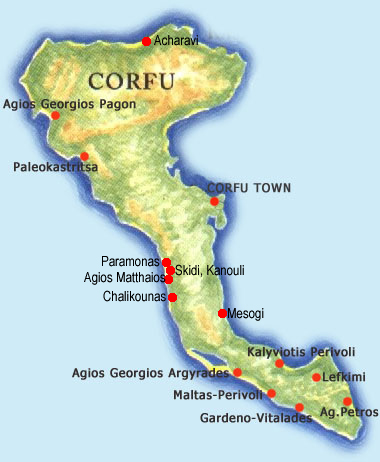 Acharavi
CORFU
Agios Georgios Pagon
Paleokastritsa
CORFU TOWN
Paramonas
Skidi, Kanouli
Agios Matthaios
Chalikounas
Mesogi
Kalyviotis Perivoli
Agios Georgios Argyrades
Lefkimi
Maltas-Perivoli
Ag.Petros
Gardeno-Vitalades